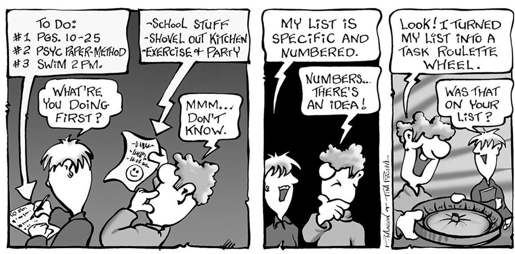 TO DO:
#1 PGS. 10-25
#2 PSYC PAPER-METHOD
#3 SWIM 2PM.
-SCHOOL STUFF
-SHOVEL OUT KITCHEN
-EXERCISE & PARTY
WHAT'RE
YOU DOING
FIRST?
MMM...
DON'T
KNOW.
MY LIST IS
SPECIFIC AND
NUMBERED.
NUMBERS...
THERE'S
AN IDEA!
LOOK! I TURNED
MY LIST INTO A
TASK ROULETTE
WHEEL.
WAS THAT
ON YOUR
LIST?